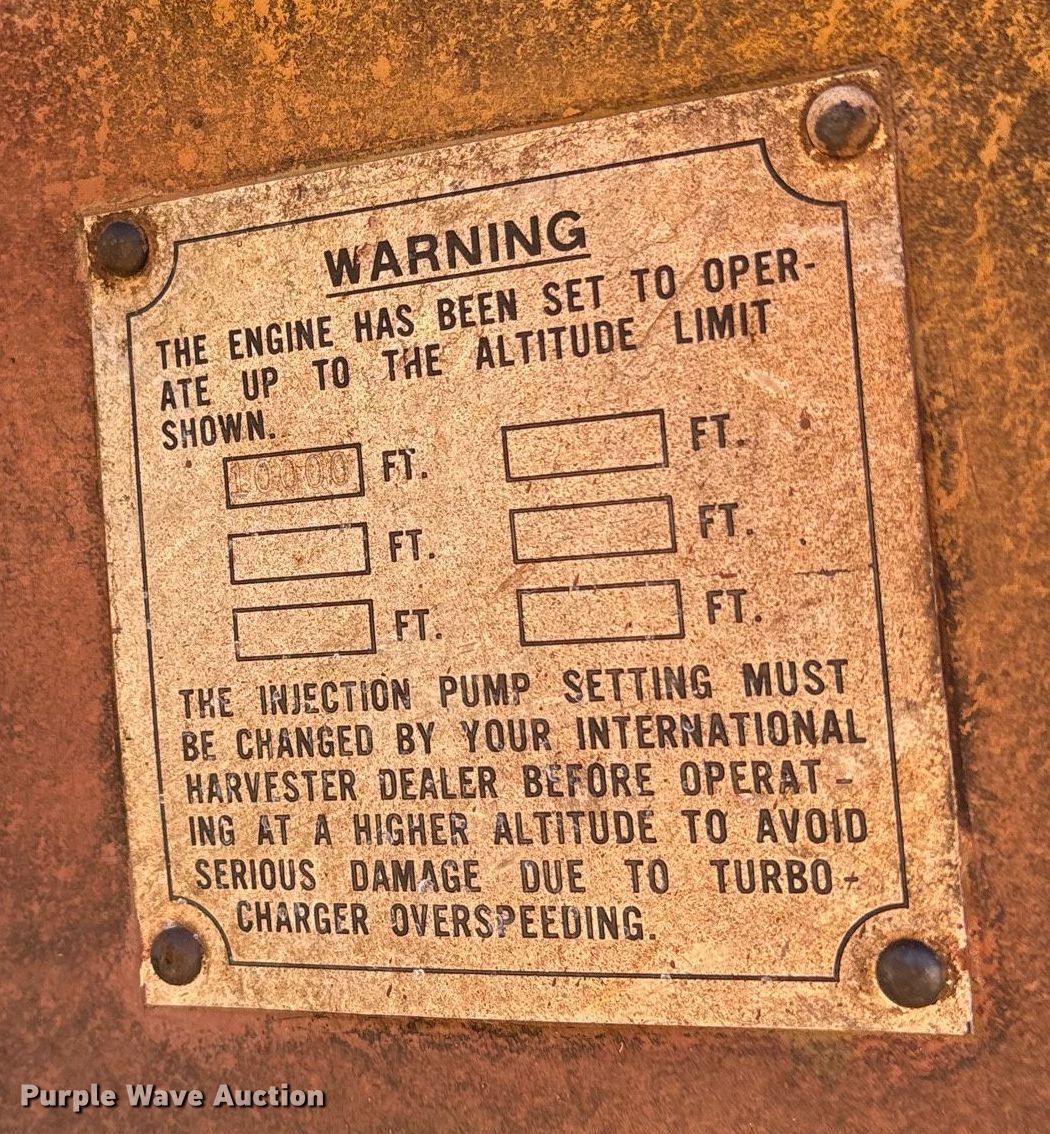 WARNING
THE ENGINE HAS BEEN SET TO OPER-
ATE UP TO THE ALTITUDE LIMIT
SHOWN.
10000 FT. FT.
FT. FT.
FT. FT.
THE INJECTION PUMP SETTING MUST
BE CHANGED BY YOUR INTERNATIONAL
HARVESTER DEALER BEFORE OPERAT-
ING AT A HIGHER ALTITUDE TO AVOID
SERIOUS DAMAGE DUE TO TURBO-
CHARGER OVERSPEEDING.
Purple Wave Auction